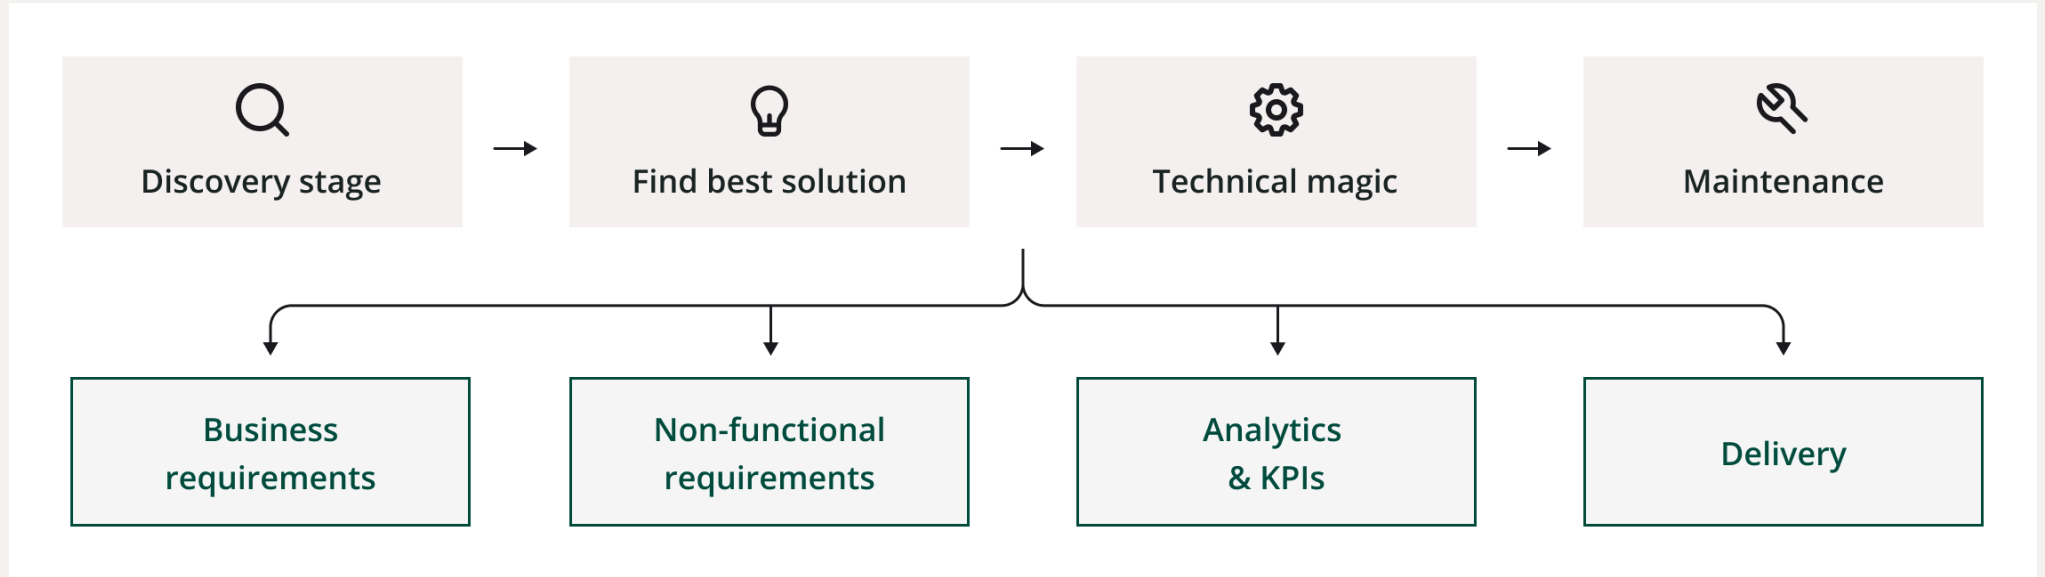 Discovery stage
Find best solution
Technical magic
Maintenance
Business
requirements
Non-functional
requirements
Analytics
& KPIs
Delivery